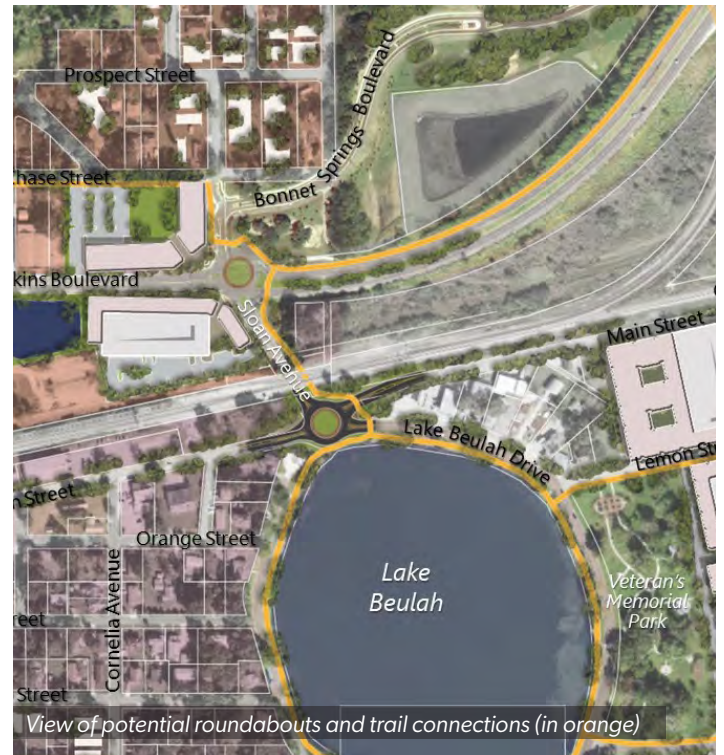 Prospect Street
Bonnet Springs Boulevard
hase Street
kins Boulevard
Sloan Avenue
Main Street
Lake Beulah Drive
Lemon Str
n Street
Orange Street
Cornelia Avenue
Lake
Beulah
Veteran's
Memorial
Park
reet
Street
View of potential roundabouts and trail connections (in orange)